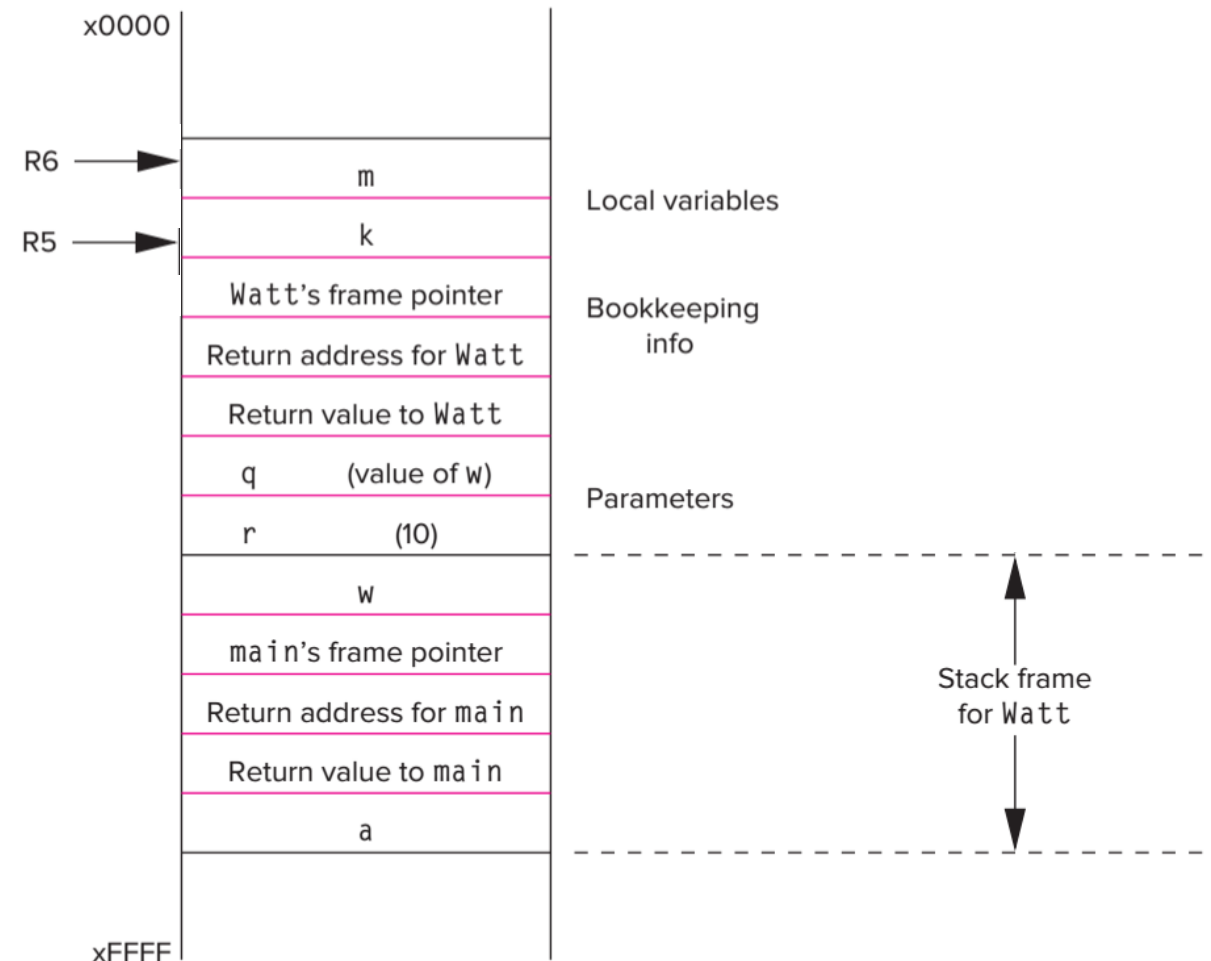 x0000
R6
m
Local variables
R5
k
Watt's frame pointer
Bookkeeping
info
Return address for Watt
Return value to Watt
q (value of w)
Parameters
r (10)
w
main's frame pointer
Stack frame
for Watt
Return address for main
Return value to main
a
xFFFF